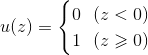 u(z) = { 0 (z < 0)
1 (z ⩾ 0)